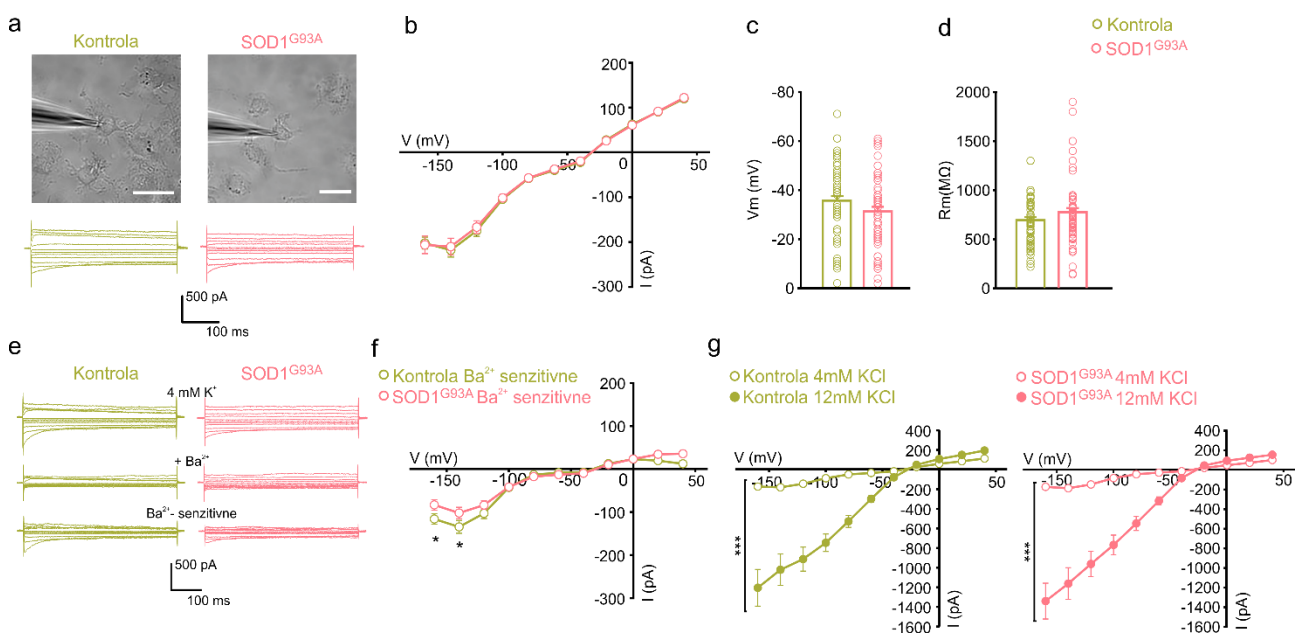 a
Kontrola
SOD1G93A
500 pA
100 ms
b
V (mV)
200
100
-150
-100
-50
0
50
-100
-200
-300
I (pA)
c
Vm (mV)
-80
-60
-40
-20
0
d
Kontrola
SOD1G93A
Rm(MΩ)
2000
1500
1000
500
0
e
Kontrola
SOD1G93A
4 mM K+
+ Ba2+
Ba2+- senzitivne
500 pA
100 ms
f
Kontrola Ba2+ senzitivne
SOD1G93A Ba2+ senzitivne
V (mV)
200
100
-150
-100
-50
0
50
-100
-200
-300
I (pA)
* *
g
Kontrola 4mM KCl
Kontrola 12mM KCl
V (mV)
400
200
-150
-100
-50
0
50
-200
-400
-600
-800
-1000
-1200
-1400
-1600
I (pA)
***
SOD1G93A 4mM KCl
SOD1G93A 12mM KCl
V (mV)
400
200
-150
-100
-50
0
50
-200
-400
-600
-800
-1000
-1200
-1400
-1600
I (pA)
***